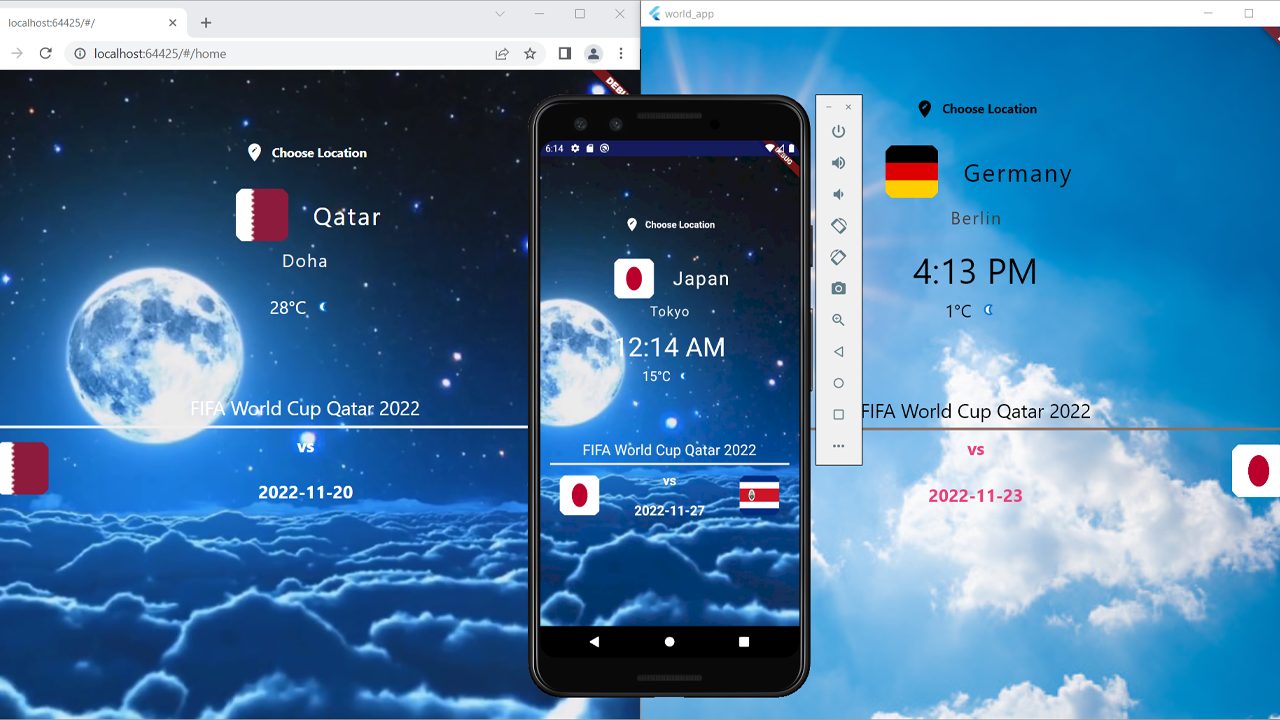 localhost:64425/#/
localhost:64425/#/home
DEBU
Choose Location
Qatar
Doha
28°C
FIFA World Cup Qatar 2022
vs
2022-11-20
6:14
DEBUG
Choose Location
Japan
Tokyo
12:14 AM
15°C
FIFA World Cup Qatar 2022
vs
2022-11-27
world_app
Choose Location
Germany
Berlin
4:13 PM
1°C
FIFA World Cup Qatar 2022
vs
2022-11-23